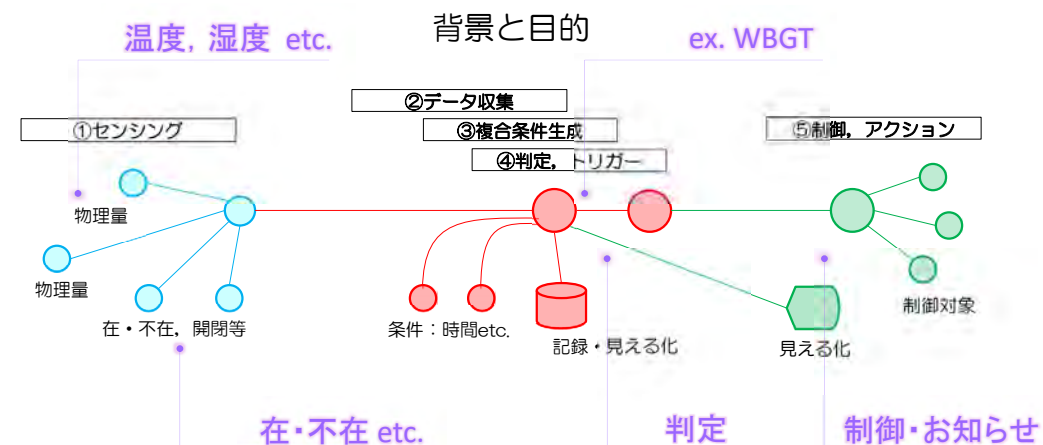 背景と目的
温度, 湿度 etc.
ex. WBGT
②データ収集
①センシング
③複合条件生成
⑤制御, アクション
④判定, トリガー
物理量
物理量
制御対象
在・不在, 開閉等
条件：時間etc.
記録・見える化
見える化
在・不在 etc.
判定
制御・お知らせ